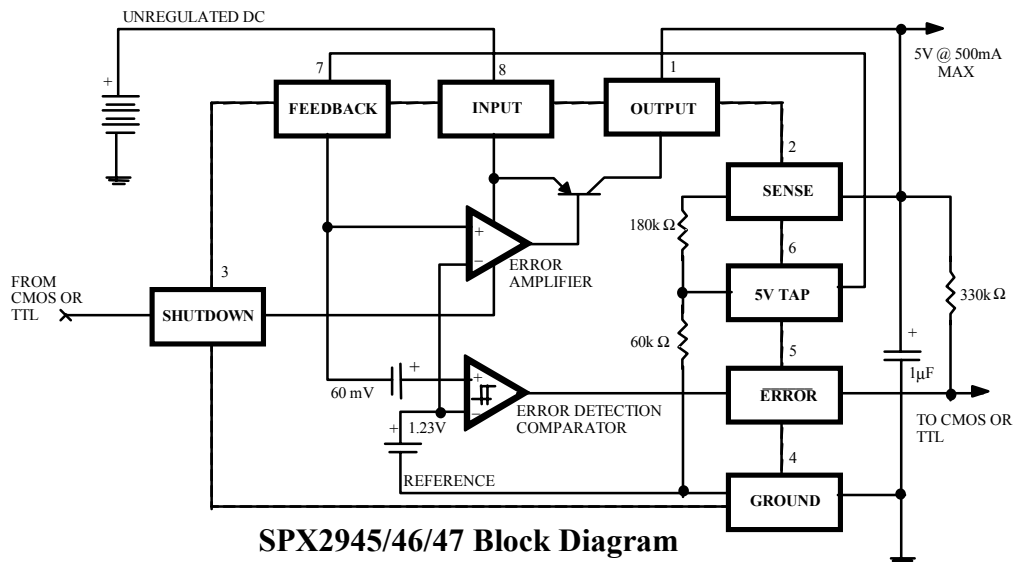 UNREGULATED DC
5V @ 500mA
MAX
7
8
1
+
FEEDBACK
INPUT
OUTPUT
2
SENSE
180k Ω
+
−
ERROR
AMPLIFIER
6
5V TAP
330k Ω
FROM
CMOS OR
TTL
3
SHUTDOWN
60k Ω
5
+
1μF
60 mV
+
+
−
ERROR
ERROR DETECTION
COMPARATOR
TO CMOS OR
TTL
+
1.23V
4
REFERENCE
GROUND
SPX2945/46/47 Block Diagram